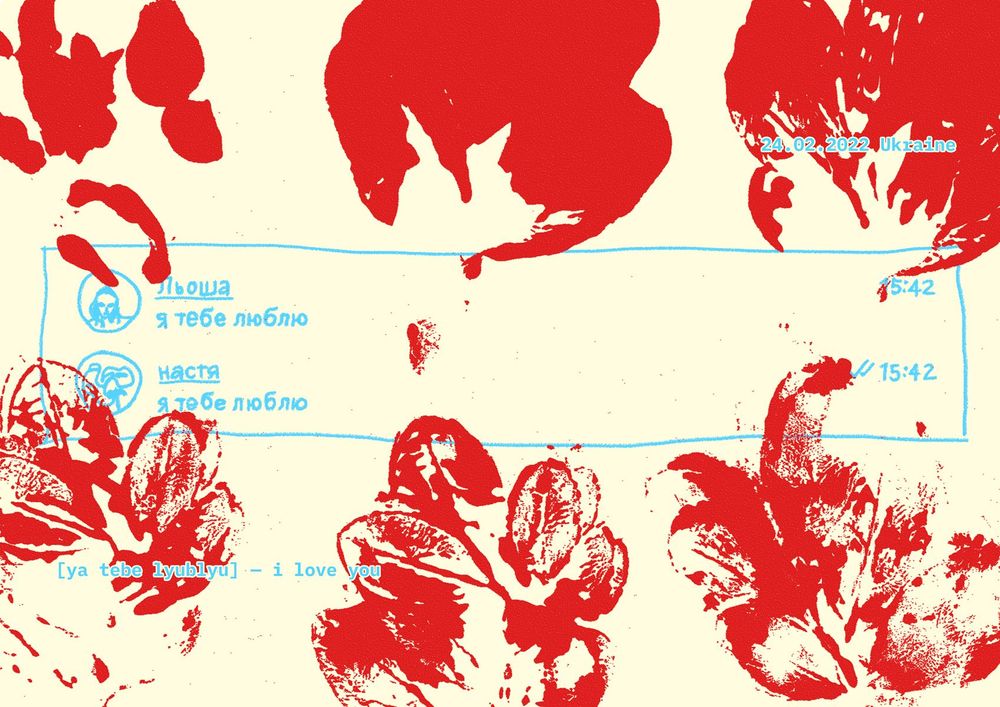 24.02.2022 Ukraine
Льоша 15:42
я тебе люблю
настя 15:42
я тебе люблю
[ya tebe lyublyu] — i love you